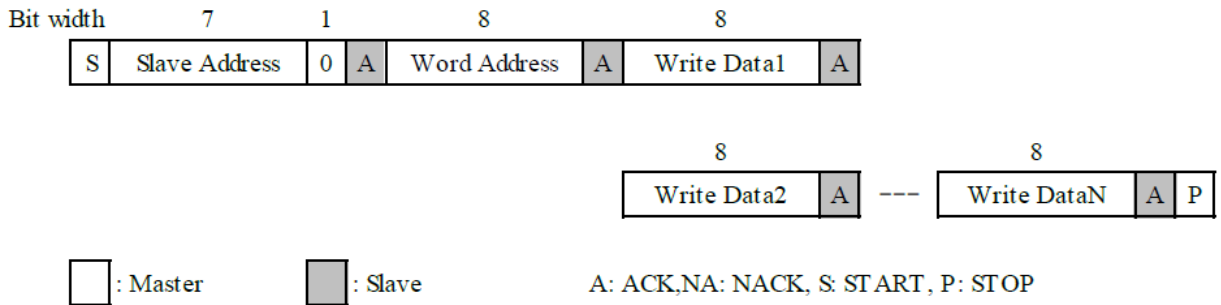 Bit width 7 1 8 8
S Slave Address 0 A Word Address A Write Data1 A
8 8
Write Data2 A --- Write DataN A P
: Master : Slave A: ACK,NA: NACK, S: START, P: STOP